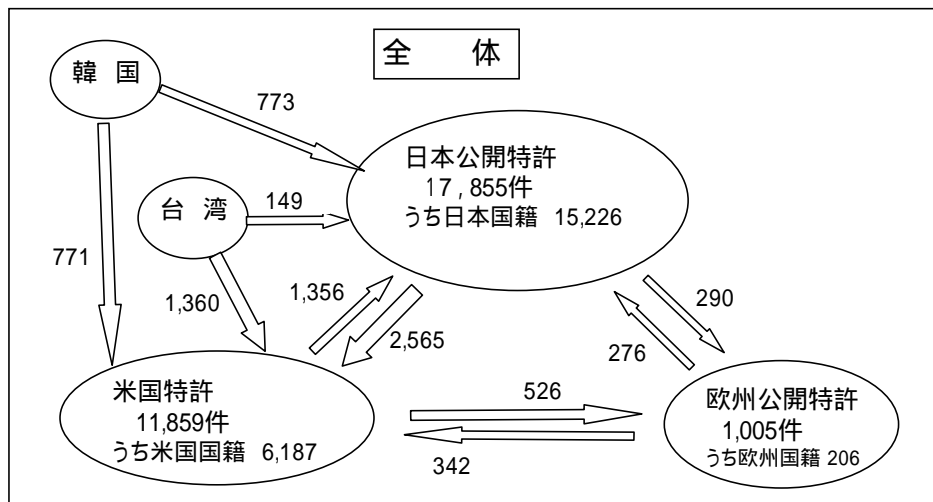 全 体
韓 国
773
日本公開特許
17,855件
うち日本国籍 15,226
台 湾
149
771
1,360
1,356
2,565
290
276
米国特許
11,859件
うち米国国籍 6,187
526
342
欧州公開特許
1,005件
うち欧州国籍 206